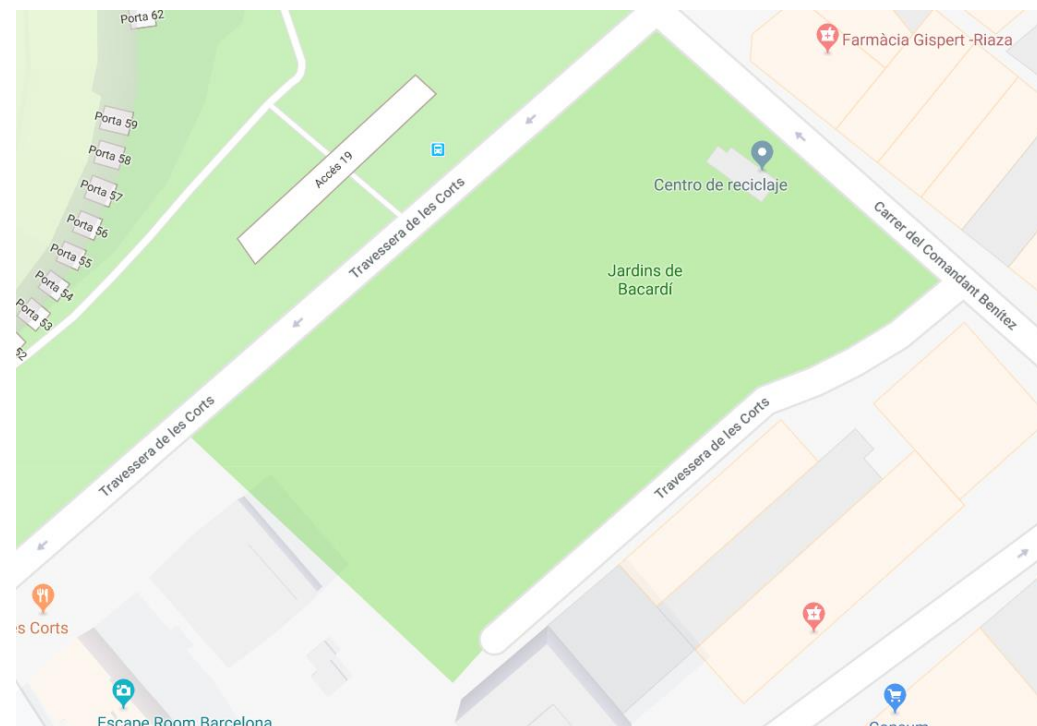 Porta 62
Farmàcia Gispert -Riaza
Porta 59
Porta 58
Accés 19
Centro de reciclaje
Porta 57
Travessera de les Corts
Porta 56
Carrer del Comandant Benítez
Porta 55
Jardins de
Bacardí
Porta 54
Porta 53
52
Travessera de les Corts
Travessera de les Corts
s Corts
Escape Room Barcelona